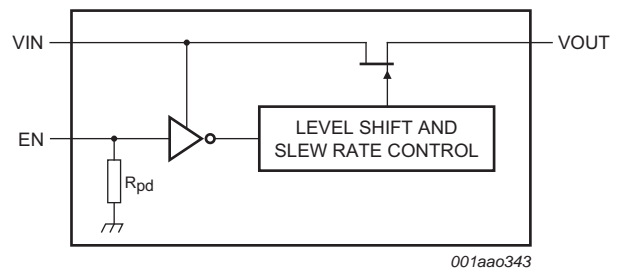 VIN
VOUT
EN
LEVEL SHIFT AND
SLEW RATE CONTROL
Rpd
001aao343